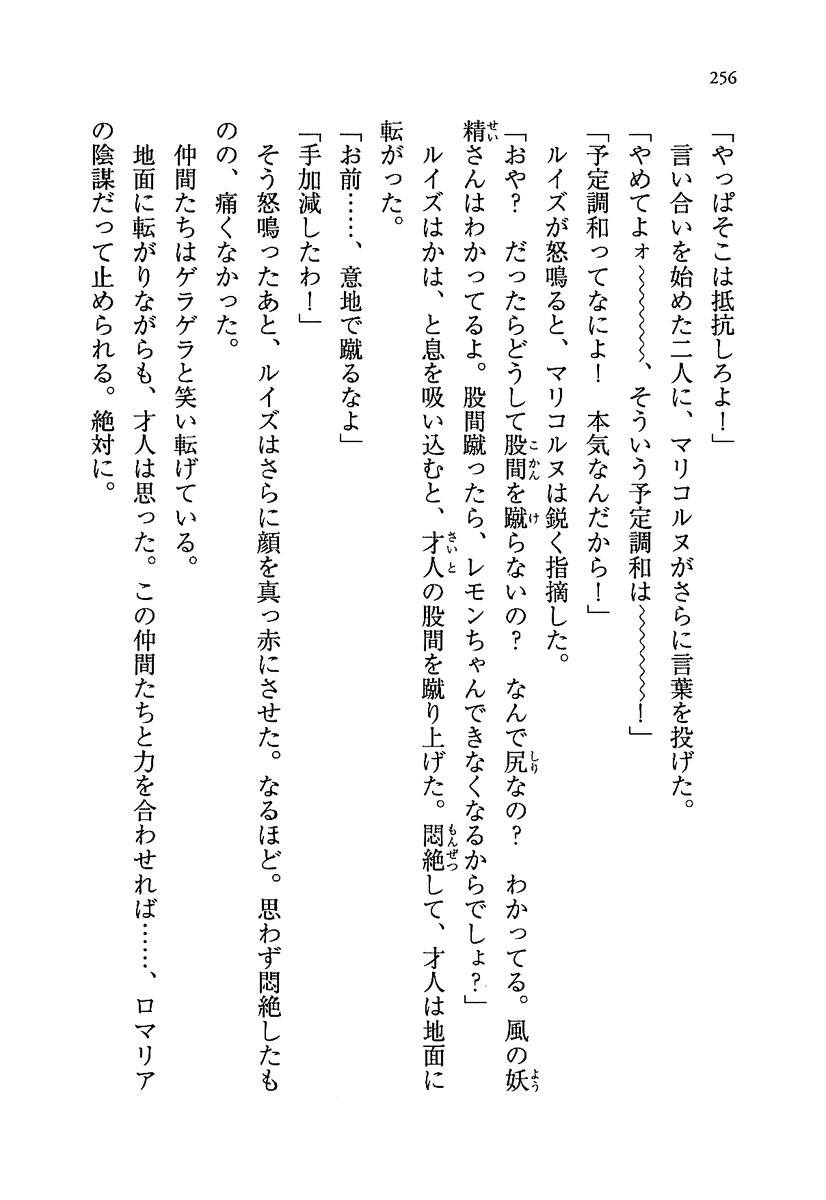 256
「やっぱそこは抵抗しろよ！」
言い合いを始めた二人に、マリコルヌがさらに言葉を投げた。
「やめてよォ〜〜〜〜〜、そういう予定調和は〜〜〜〜〜！」
「予定調和ってなによ！　本気なんだから！」
ルイズが怒鳴ると、マリコルヌは鋭く指摘した。
「おや？　だったらどうして股間を蹴らないの？　なんで尻なの？　わかってる。風の妖
精さんはわかってるよ。股間蹴ったら、レモンちゃんできなくなるからでしょ？」
ルイズはかは、と息を吸い込むと、才人の股間を蹴り上げた。悶絶して、才人は地面に
転がった。
「お前……、意地で蹴るなよ」
「手加減したわ！」
そう怒鳴ったあと、ルイズはさらに顔を真っ赤にさせた。なるほど。思わず悶絶したも
のの、痛くなかった。
仲間たちはゲラゲラと笑い転げている。
地面に転がりながらも、才人は思った。この仲間たちと力を合わせれば……、ロマリア
の陰謀だって止められる。絶対に。